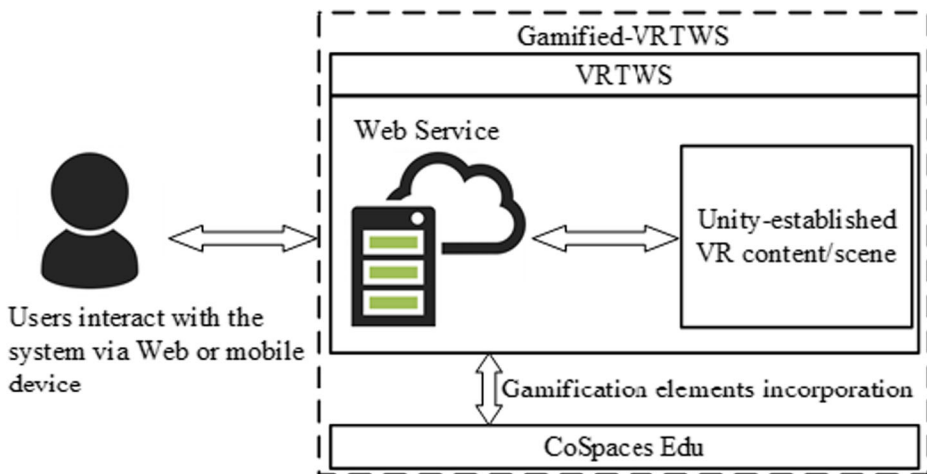 Gamified-VRTWS
VRTWS
Web Service
Unity-established
VR content/scene
Users interact with the
system via Web or mobile
device
Gamification elements incorporation
CoSpaces Edu